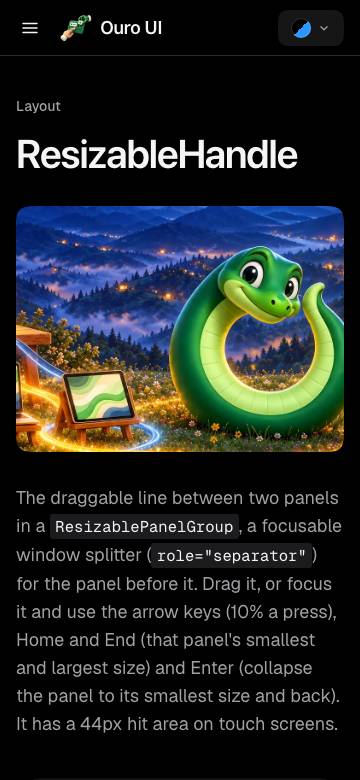 Ouro UI
Layout
ResizableHandle
The draggable line between two panels
in a ResizablePanelGroup, a focusable
window splitter (role="separator")
for the panel before it. Drag it, or focus
it and use the arrow keys (10% a press),
Home and End (that panel's smallest
and largest size) and Enter (collapse
the panel to its smallest size and back).
It has a 44px hit area on touch screens.